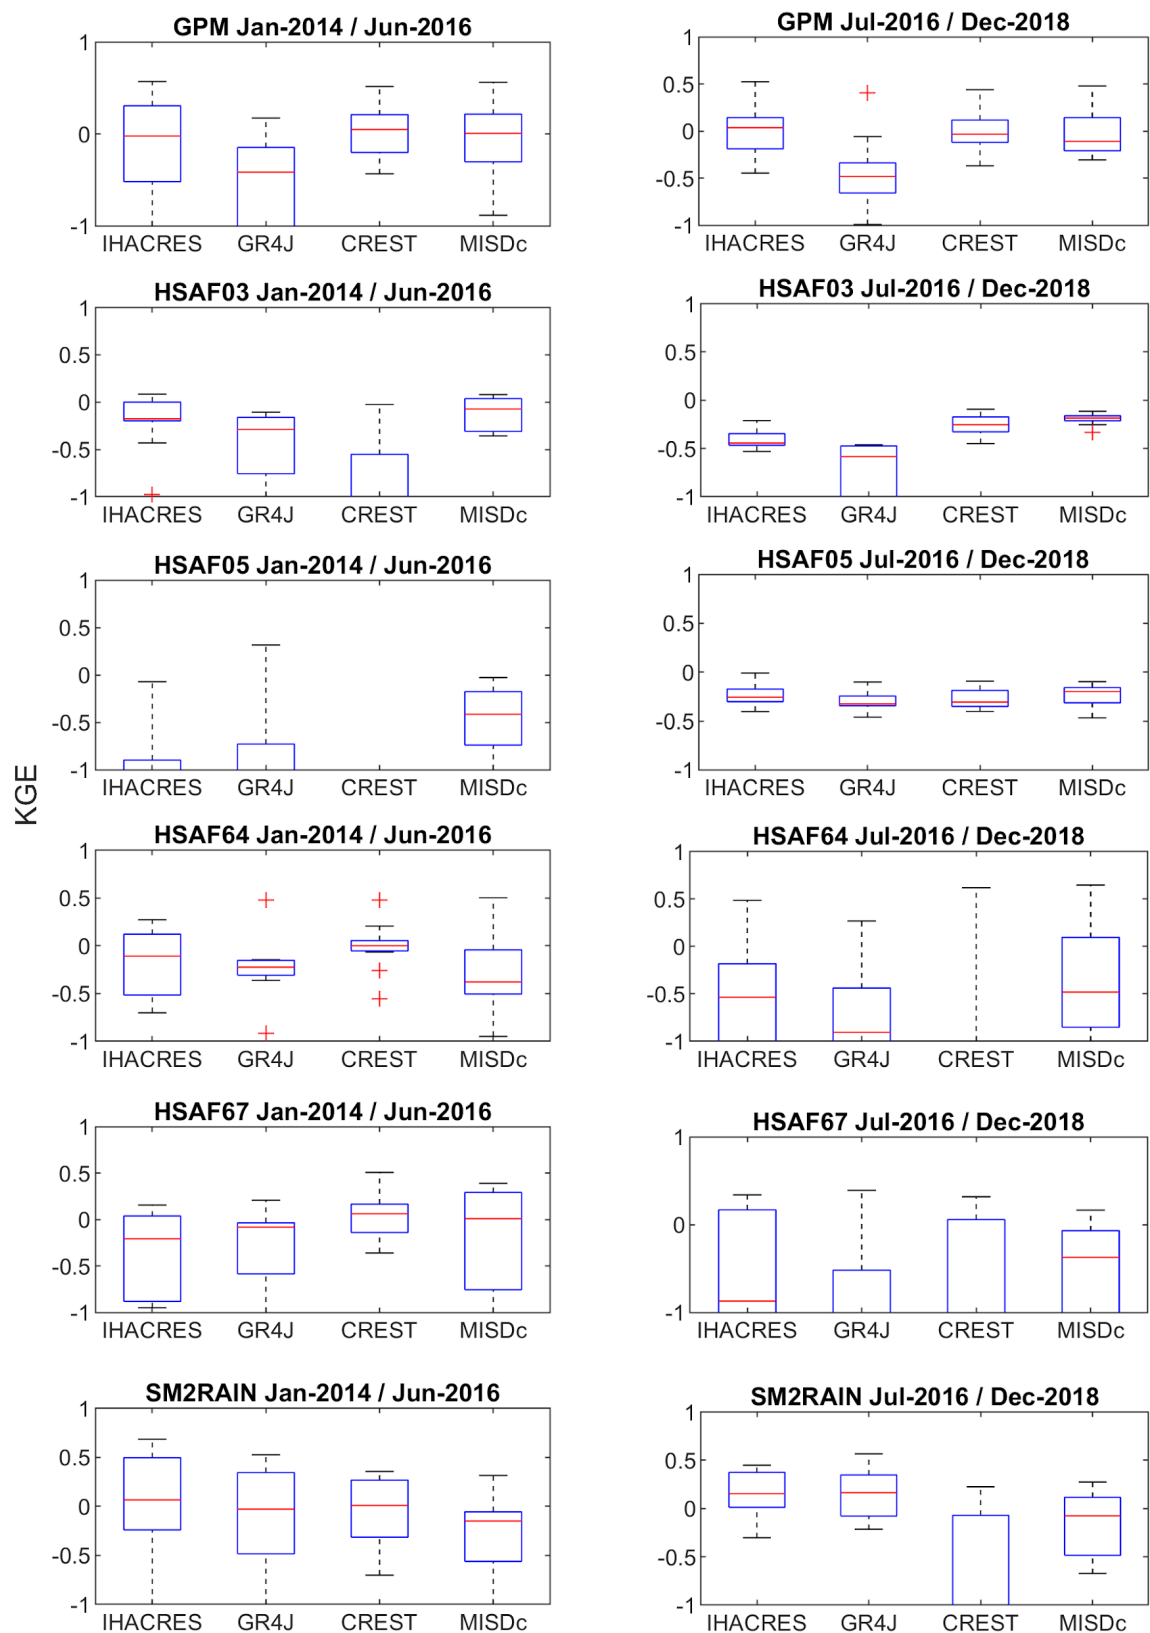 GPM Jan-2014 / Jun-2016
1
0
-1
IHACRES GR4J CREST MISDc
GPM Jul-2016 / Dec-2018
1
0.5
0
-0.5
-1
IHACRES GR4J CREST MISDc
HSAF03 Jan-2014 / Jun-2016
1
0.5
0
-0.5
-1
IHACRES GR4J CREST MISDc
HSAF03 Jul-2016 / Dec-2018
1
0.5
0
-0.5
-1
IHACRES GR4J CREST MISDc
HSAF05 Jan-2014 / Jun-2016
1
0.5
0
-0.5
-1
IHACRES GR4J CREST MISDc
HSAF05 Jul-2016 / Dec-2018
1
0.5
0
-0.5
-1
IHACRES GR4J CREST MISDc
KGE
HSAF64 Jan-2014 / Jun-2016
1
0.5
0
-0.5
-1
IHACRES GR4J CREST MISDc
HSAF64 Jul-2016 / Dec-2018
1
0.5
0
-0.5
-1
IHACRES GR4J CREST MISDc
HSAF67 Jan-2014 / Jun-2016
1
0.5
0
-0.5
-1
IHACRES GR4J CREST MISDc
HSAF67 Jul-2016 / Dec-2018
1
0
-1
IHACRES GR4J CREST MISDc
SM2RAIN Jan-2014 / Jun-2016
1
0.5
0
-0.5
-1
IHACRES GR4J CREST MISDc
SM2RAIN Jul-2016 / Dec-2018
1
0.5
0
-0.5
-1
IHACRES GR4J CREST MISDc